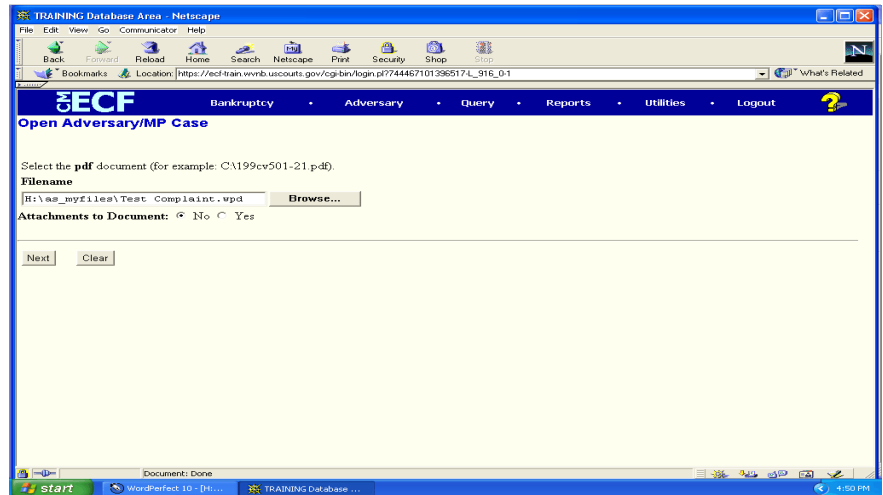 TRAINING Database Area - Netscape
File Edit View Go Communicator Help
Back Forward Reload Home Search Netscape Print Security Shop Stop
Bookmarks Location: https://ecf-train.wvnb.uscourts.gov/cgi-bin/login.pl?744467101396517-L_916_0-1 What's Related
CM ECF Bankruptcy • Adversary • Query • Reports • Utilities • Logout ?
Open Adversary/MP Case
Select the pdf document (for example: C:\199cv501-21.pdf).
Filename
H:\as_myfiles\Test Complaint.wpd Browse...
Attachments to Document: No Yes
Next Clear
Document: Done
start WordPerfect 10 - [H:... TRAINING Database ... 4:50 PM